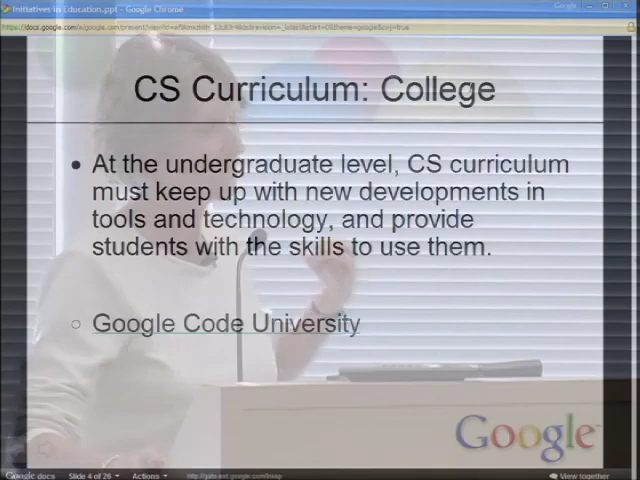 Initiatives in Education.ppt - Google Chrome
Google
CS Curriculum: College
At the undergraduate level, CS curriculum
must keep up with new developments in
tools and technology, and provide
students with the skills to use them.
Google Code University
Google
Google docs Slide 4 of 26 Actions View together